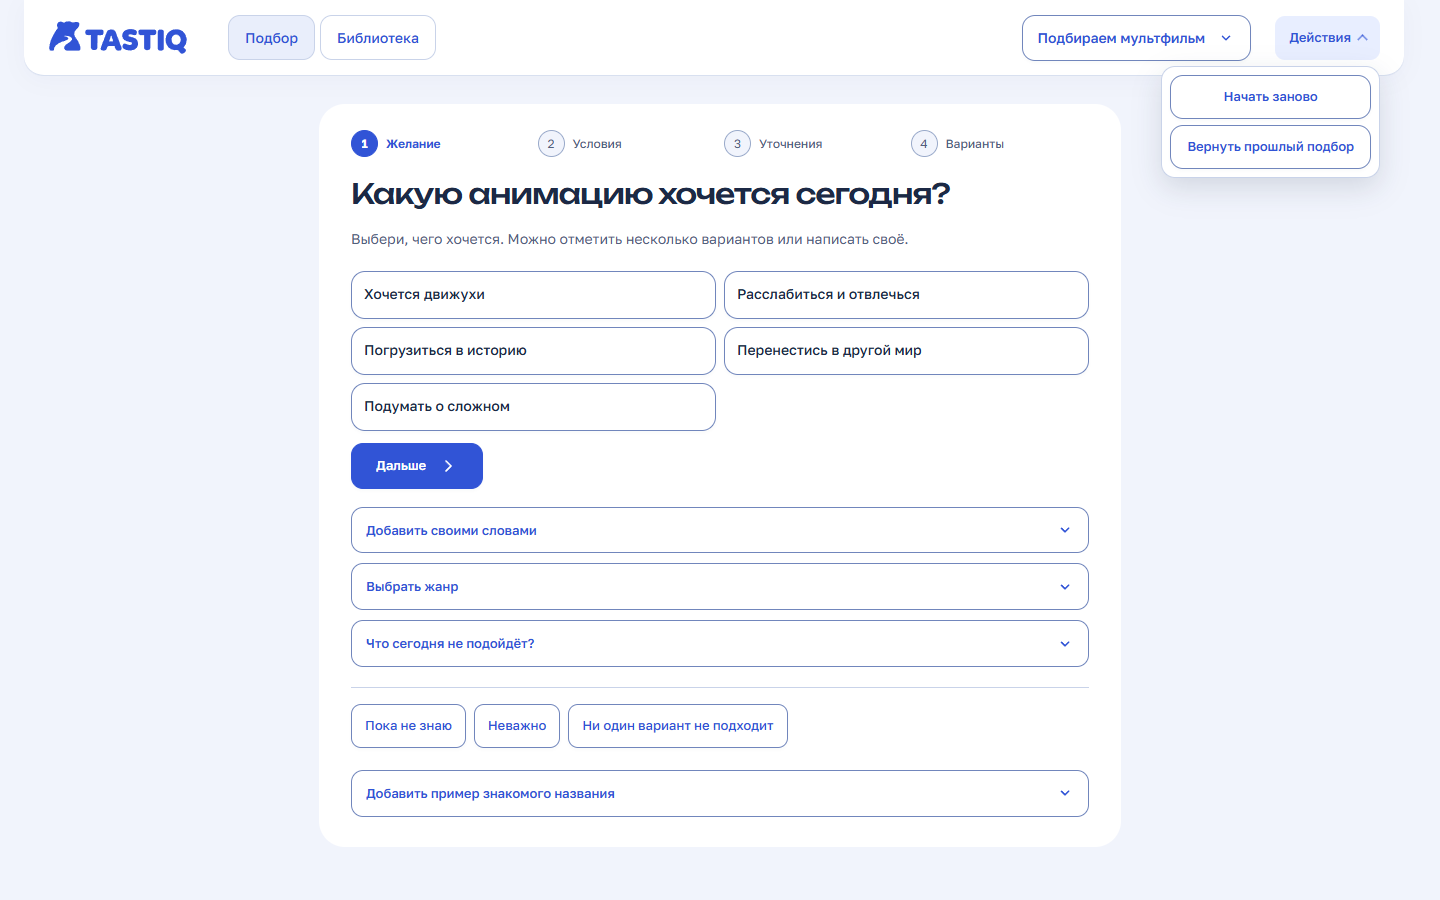 TASTIQ
Подбор
Библиотека
Подбираем мультфильм
Действия
Начать заново
Вернуть прошлый подбор
1 Желание
2 Условия
3 Уточнения
4 Варианты
Какую анимацию хочется сегодня?
Выбери, чего хочется. Можно отметить несколько вариантов или написать своё.
Хочется движухи
Расслабиться и отвлечься
Погрузиться в историю
Перенестись в другой мир
Подумать о сложном
Дальше
Добавить своими словами
Выбрать жанр
Что сегодня не подойдёт?
Пока не знаю
Неважно
Ни один вариант не подходит
Добавить пример знакомого названия